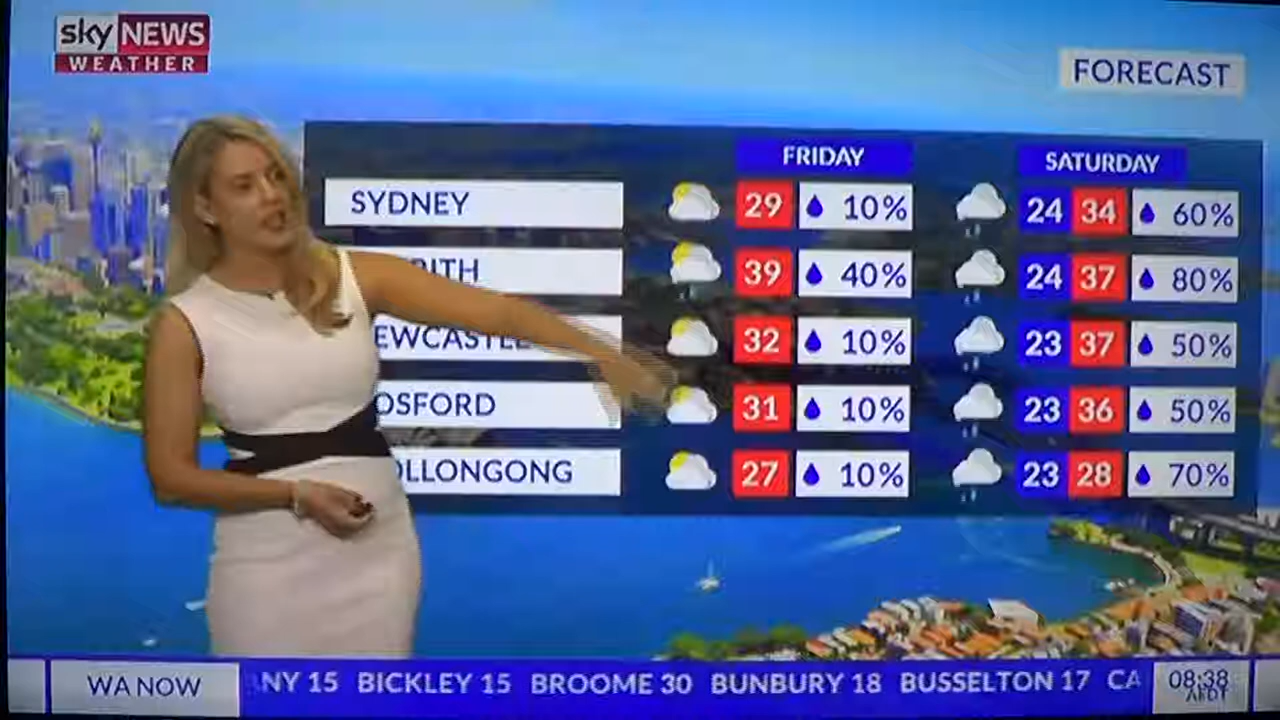 sky NEWS
WEATHER
FORECAST
FRIDAY SATURDAY
SYDNEY 29 10% 24 34 60%
RITH 39 40% 24 37 80%
EWCASTLE 32 10% 23 37 50%
OSFORD 31 10% 23 36 50%
OLLONGONG 27 10% 23 28 70%
WA NOW NY 15 BICKLEY 15 BROOME 30 BUNBURY 18 BUSSELTON 17 CA 08:38
AEDT